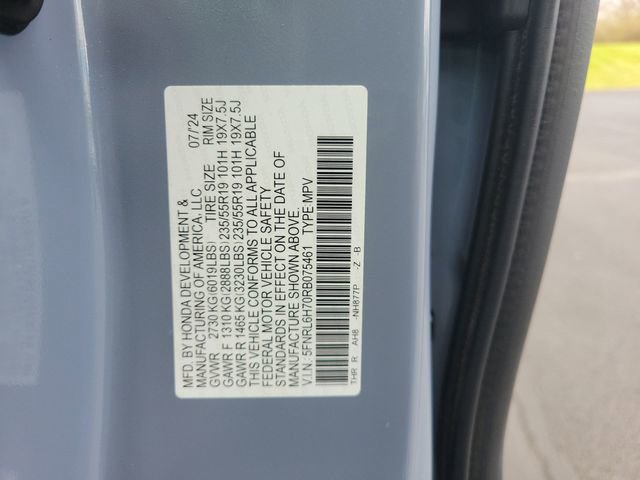 MFD. BY HONDA DEVELOPMENT & 07/'24
MANUFACTURING OF AMERICA, LLC
GVWR 2730 KG(6019LBS) TIRE SIZE RIM SIZE
GAWR F 1310 KG(2888LBS) 235/55R19 101H 19X7.5J
GAWR R 1465 KG(3230LBS) 235/55R19 101H 19X7.5J
THIS VEHICLE CONFORMS TO ALL APPLICABLE
FEDERAL MOTOR VEHICLE SAFETY
STANDARDS IN EFFECT ON THE DATE OF
MANUFACTURE SHOWN ABOVE.
V.I.N.: 5FNRL6H70RB075461 TYPE:MPV
THR R AH8 -NH877P -Z -B